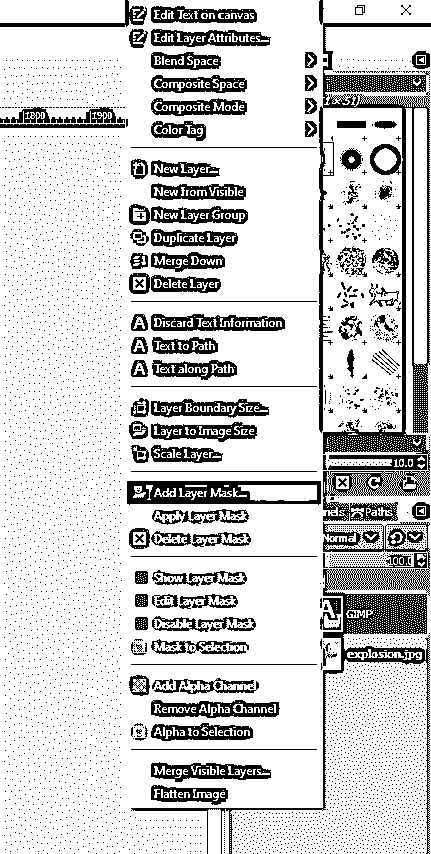 Edit Text on canvas
Edit Layer Attributes...
Blend Space
Composite Space
Composite Mode
Color Tag
1800
1900
New Layer...
New from Visible
New Layer Group
Duplicate Layer
Merge Down
Delete Layer
Discard Text Information
Text to Path
Text along Path
Layer Boundary Size...
Layer to Image Size
Scale Layer...
10.0
Add Layer Mask...
Apply Layer Mask
Paths
Delete Layer Mask
Normal
100.0
Show Layer Mask
Edit Layer Mask
Disable Layer Mask
GIMP
Mask to Selection
explosion.jpg
Add Alpha Channel
Remove Alpha Channel
Alpha to Selection
Merge Visible Layers...
Flatten Image